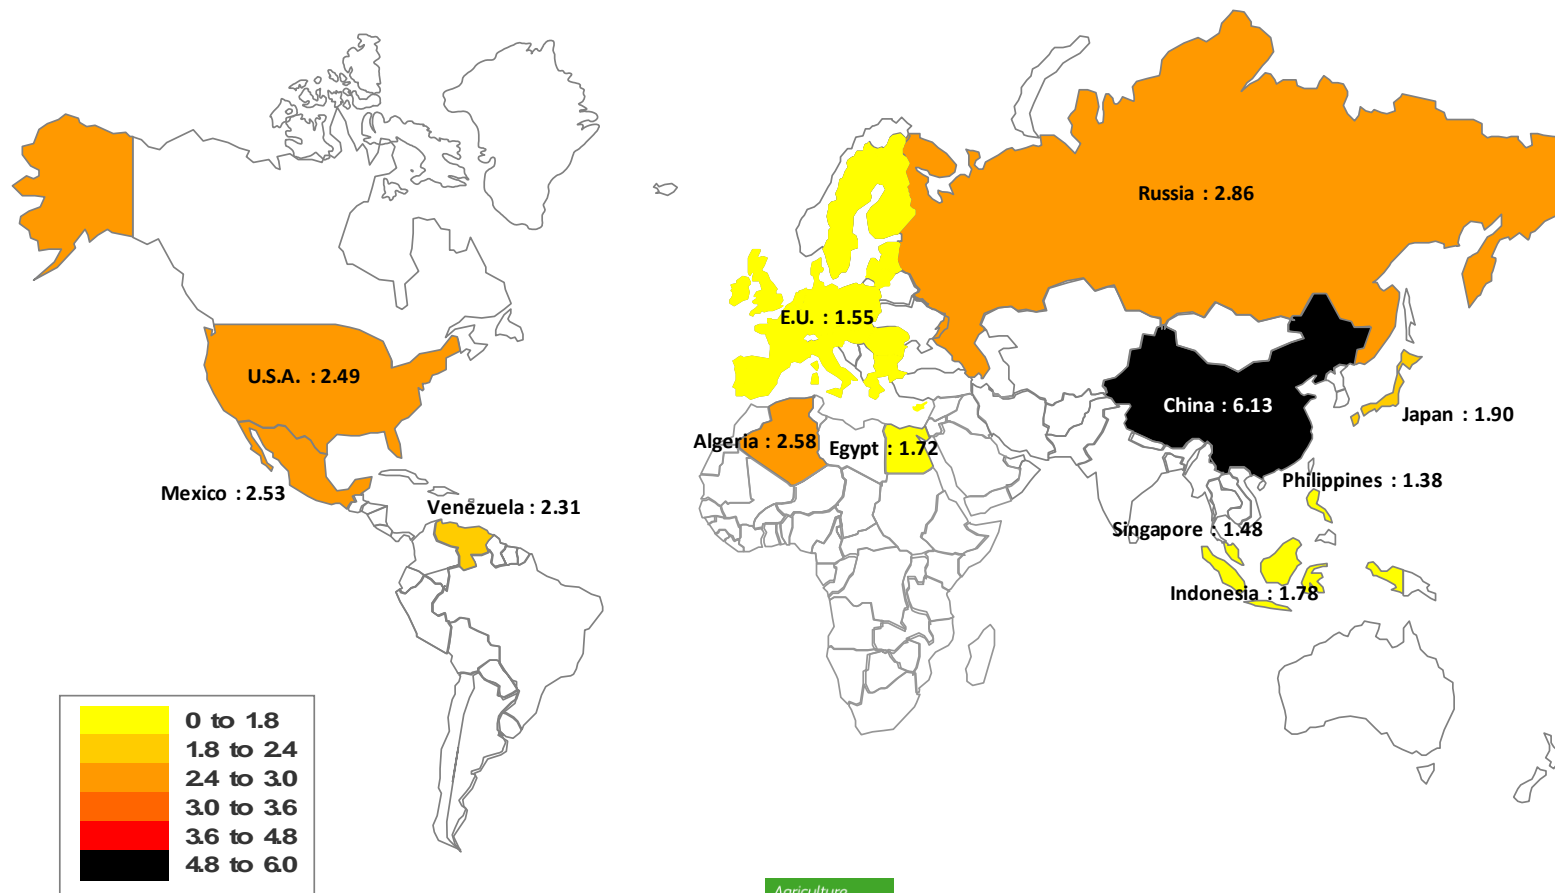 Russia : 2.86
E.U. : 1.55
U.S.A. : 2.49
China : 6.13
Japan : 1.90
Algeria : 2.58
Egypt : 1.72
Mexico : 2.53
Venezuela : 2.31
Philippines : 1.38
Singapore : 1.48
Indonesia : 1.78
0 to 1.8
1.8 to 2.4
2.4 to 3.0
3.0 to 3.6
3.6 to 4.8
4.8 to 6.0
Agriculture